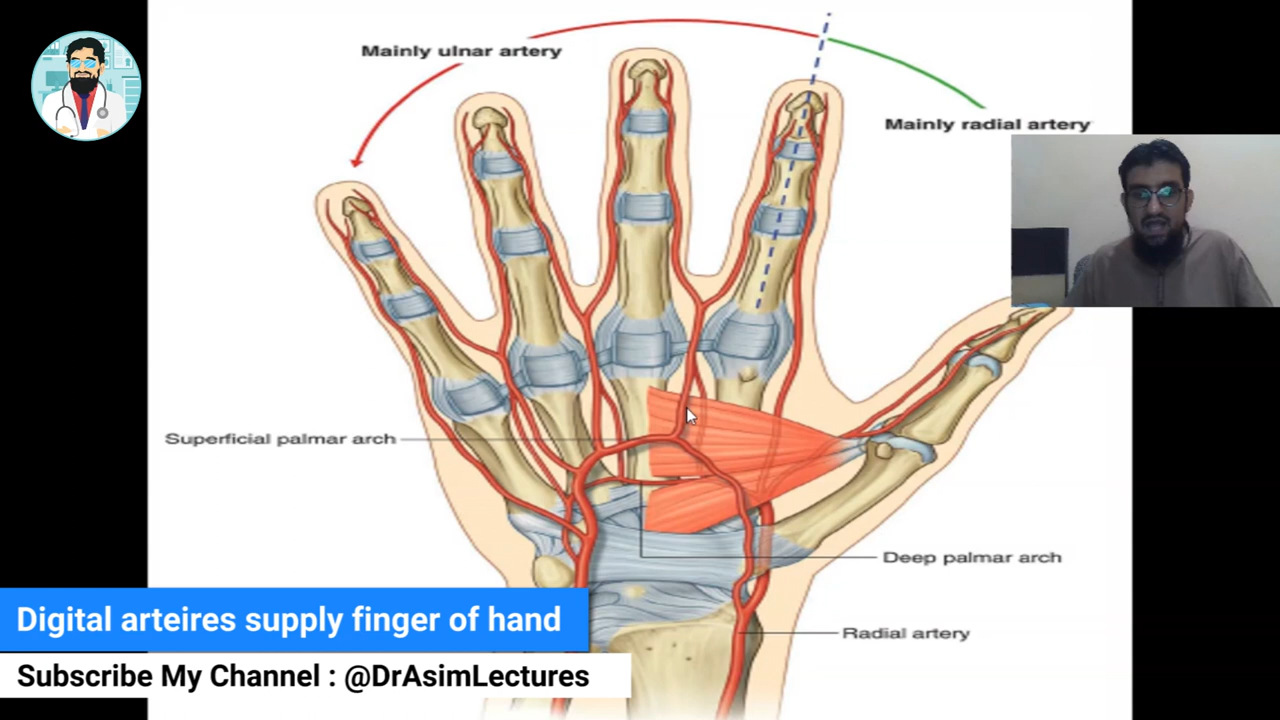 Mainly ulnar artery
Mainly radial artery
Superficial palmar arch
Deep palmar arch
Radial artery
Digital arteires supply finger of hand
Subscribe My Channel : @DrAsimLectures